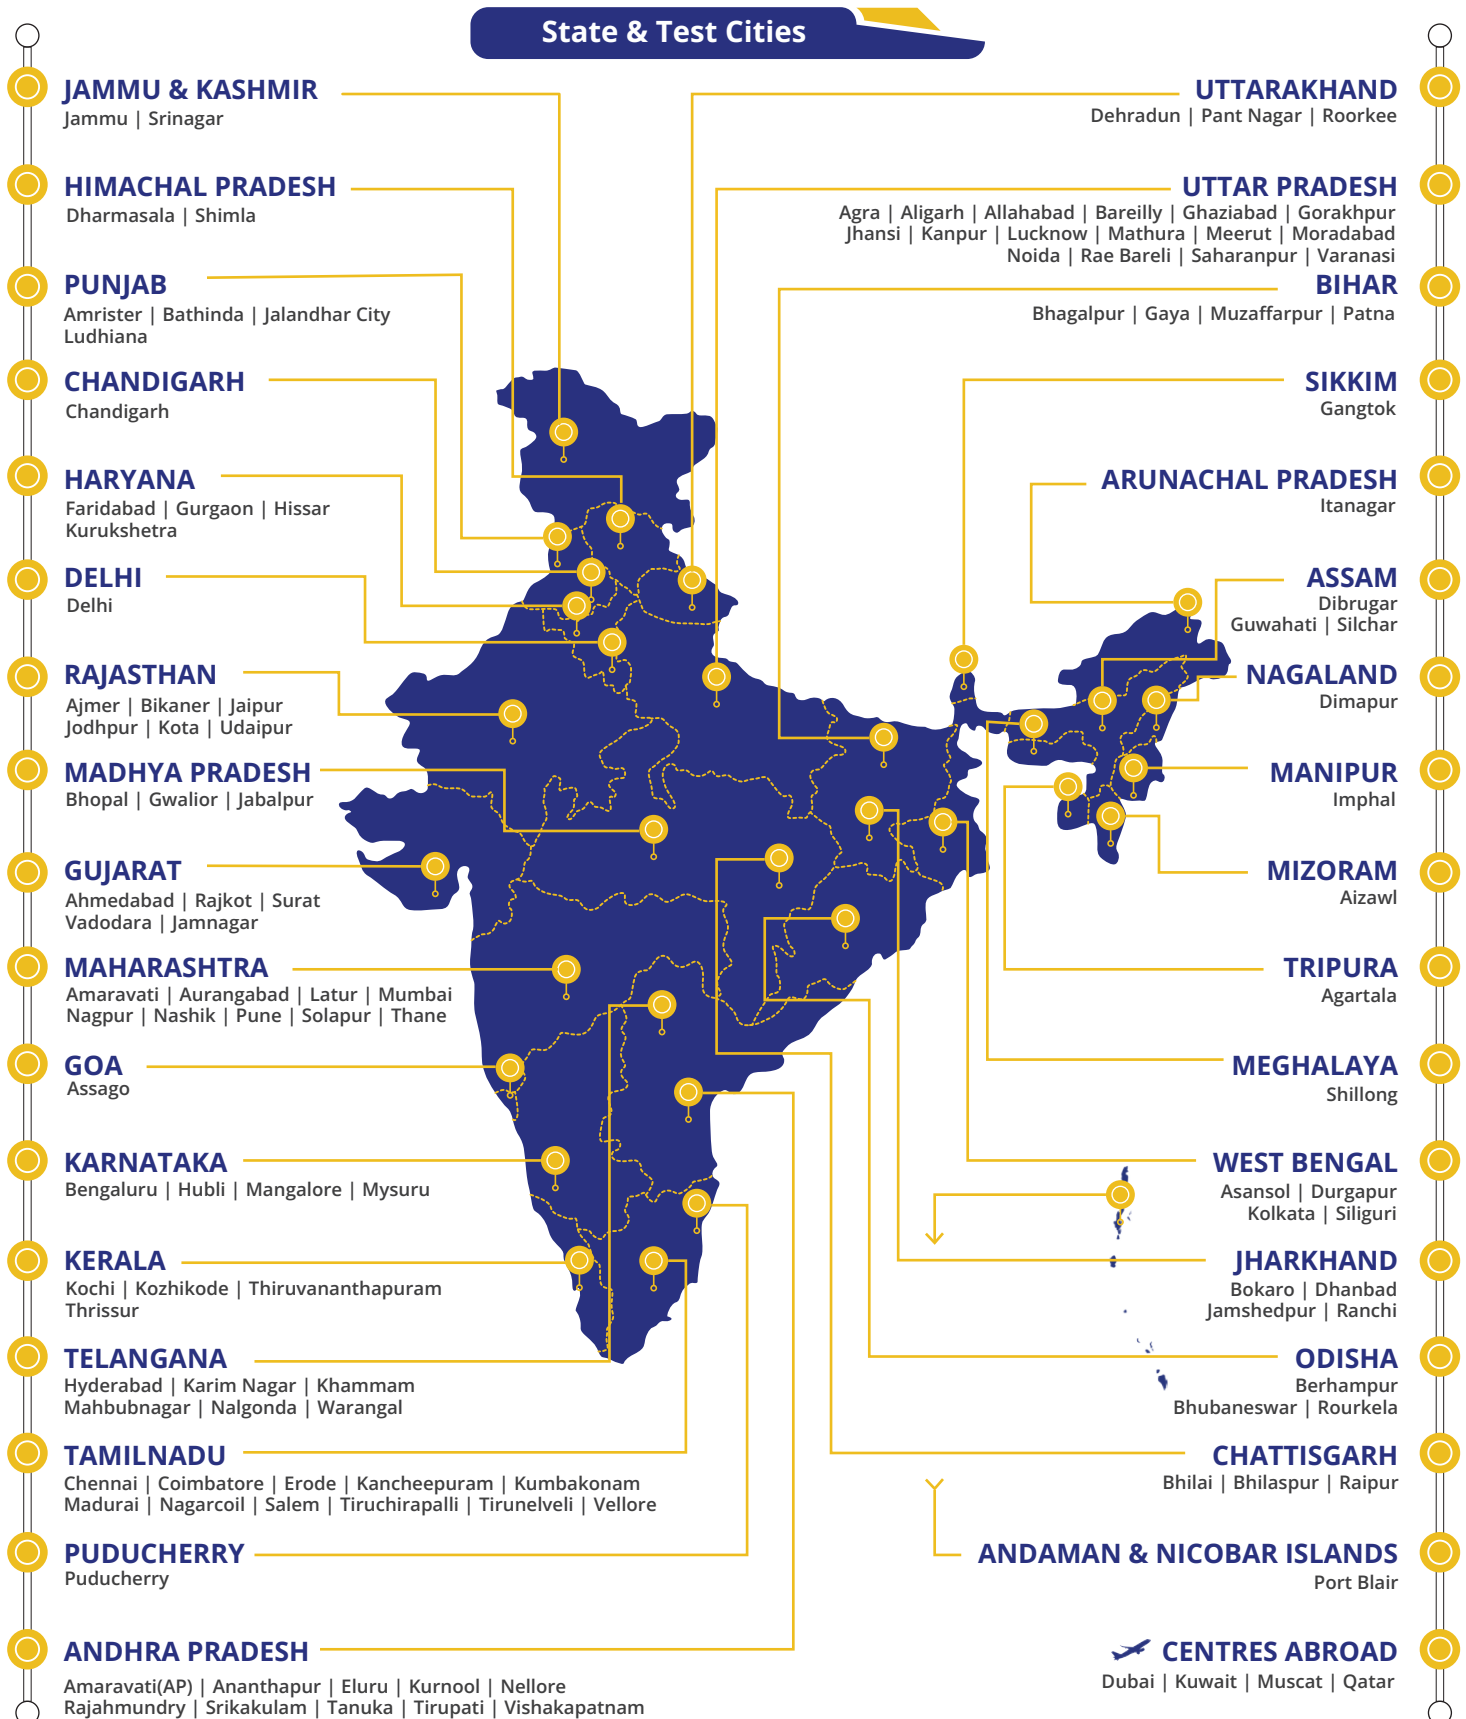 State & Test Cities
JAMMU & KASHMIR
Jammu | Srinagar
HIMACHAL PRADESH
Dharmasala | Shimla
PUNJAB
Amrister | Bathinda | Jalandhar City
Ludhiana
CHANDIGARH
Chandigarh
HARYANA
Faridabad | Gurgaon | Hissar
Kurukshetra
DELHI
Delhi
RAJASTHAN
Ajmer | Bikaner | Jaipur
Jodhpur | Kota | Udaipur
MADHYA PRADESH
Bhopal | Gwalior | Jabalpur
GUJARAT
Ahmedabad | Rajkot | Surat
Vadodara | Jamnagar
MAHARASHTRA
Amaravati | Aurangabad | Latur | Mumbai
Nagpur | Nashik | Pune | Solapur | Thane
GOA
Assago
KARNATAKA
Bengaluru | Hubli | Mangalore | Mysuru
KERALA
Kochi | Kozhikode | Thiruvananthapuram
Thrissur
TELANGANA
Hyderabad | Karim Nagar | Khammam
Mahbubnagar | Nalgonda | Warangal
TAMILNADU
Chennai | Coimbatore | Erode | Kancheepuram | Kumbakonam
Madurai | Nagarcoil | Salem | Tiruchirapalli | Tirunelveli | Vellore
PUDUCHERRY
Puducherry
ANDHRA PRADESH
Amaravati(AP) | Ananthapur | Eluru | Kurnool | Nellore
Rajahmundry | Srikakulam | Tanuka | Tirupati | Vishakapatnam
UTTARAKHAND
Dehradun | Pant Nagar | Roorkee
UTTAR PRADESH
Agra | Aligarh | Allahabad | Bareilly | Ghaziabad | Gorakhpur
Jhansi | Kanpur | Lucknow | Mathura | Meerut | Moradabad
Noida | Rae Bareli | Saharanpur | Varanasi
BIHAR
Bhagalpur | Gaya | Muzaffarpur | Patna
SIKKIM
Gangtok
ARUNACHAL PRADESH
Itanagar
ASSAM
Dibrugar
Guwahati | Silchar
NAGALAND
Dimapur
MANIPUR
Imphal
MIZORAM
Aizawl
TRIPURA
Agartala
MEGHALAYA
Shillong
WEST BENGAL
Asansol | Durgapur
Kolkata | Siliguri
JHARKHAND
Bokaro | Dhanbad
Jamshedpur | Ranchi
ODISHA
Berhampur
Bhubaneswar | Rourkela
CHATTISGARH
Bhilai | Bhilaspur | Raipur
ANDAMAN & NICOBAR ISLANDS
Port Blair
CENTRES ABROAD
Dubai | Kuwait | Muscat | Qatar